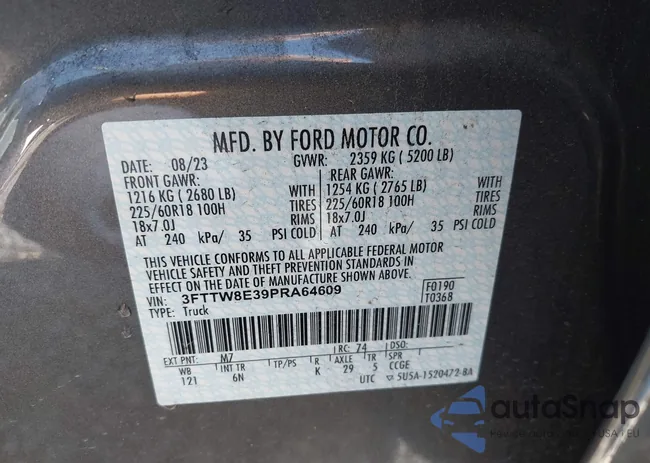 MFD. BY FORD MOTOR CO.
DATE: 08/23 GVWR: 2359 KG ( 5200 LB)
FRONT GAWR: REAR GAWR:
1216 KG ( 2680 LB) WITH 1254 KG ( 2765 LB) WITH
225/60R18 100H TIRES 225/60R18 100H TIRES
18x7.0J RIMS 18x7.0J RIMS
AT 240 kPa/ 35 PSI COLD AT 240 kPa/ 35 PSI COLD
THIS VEHICLE CONFORMS TO ALL APPLICABLE FEDERAL MOTOR
VEHICLE SAFETY AND THEFT PREVENTION STANDARDS IN
EFFECT ON THE DATE OF MANUFACTURE SHOWN ABOVE.
VIN: 3FTTW8E39PRA64609 F0190
TYPE: Truck T0368
EXT PNT: M7 RC: 74 DSO:
WB INT TR TP/PS R AXLE TR SPR
121 6N K 29 5 CCGE
UTC 5U5A-1520472-BA
autoSnap
USA / EU